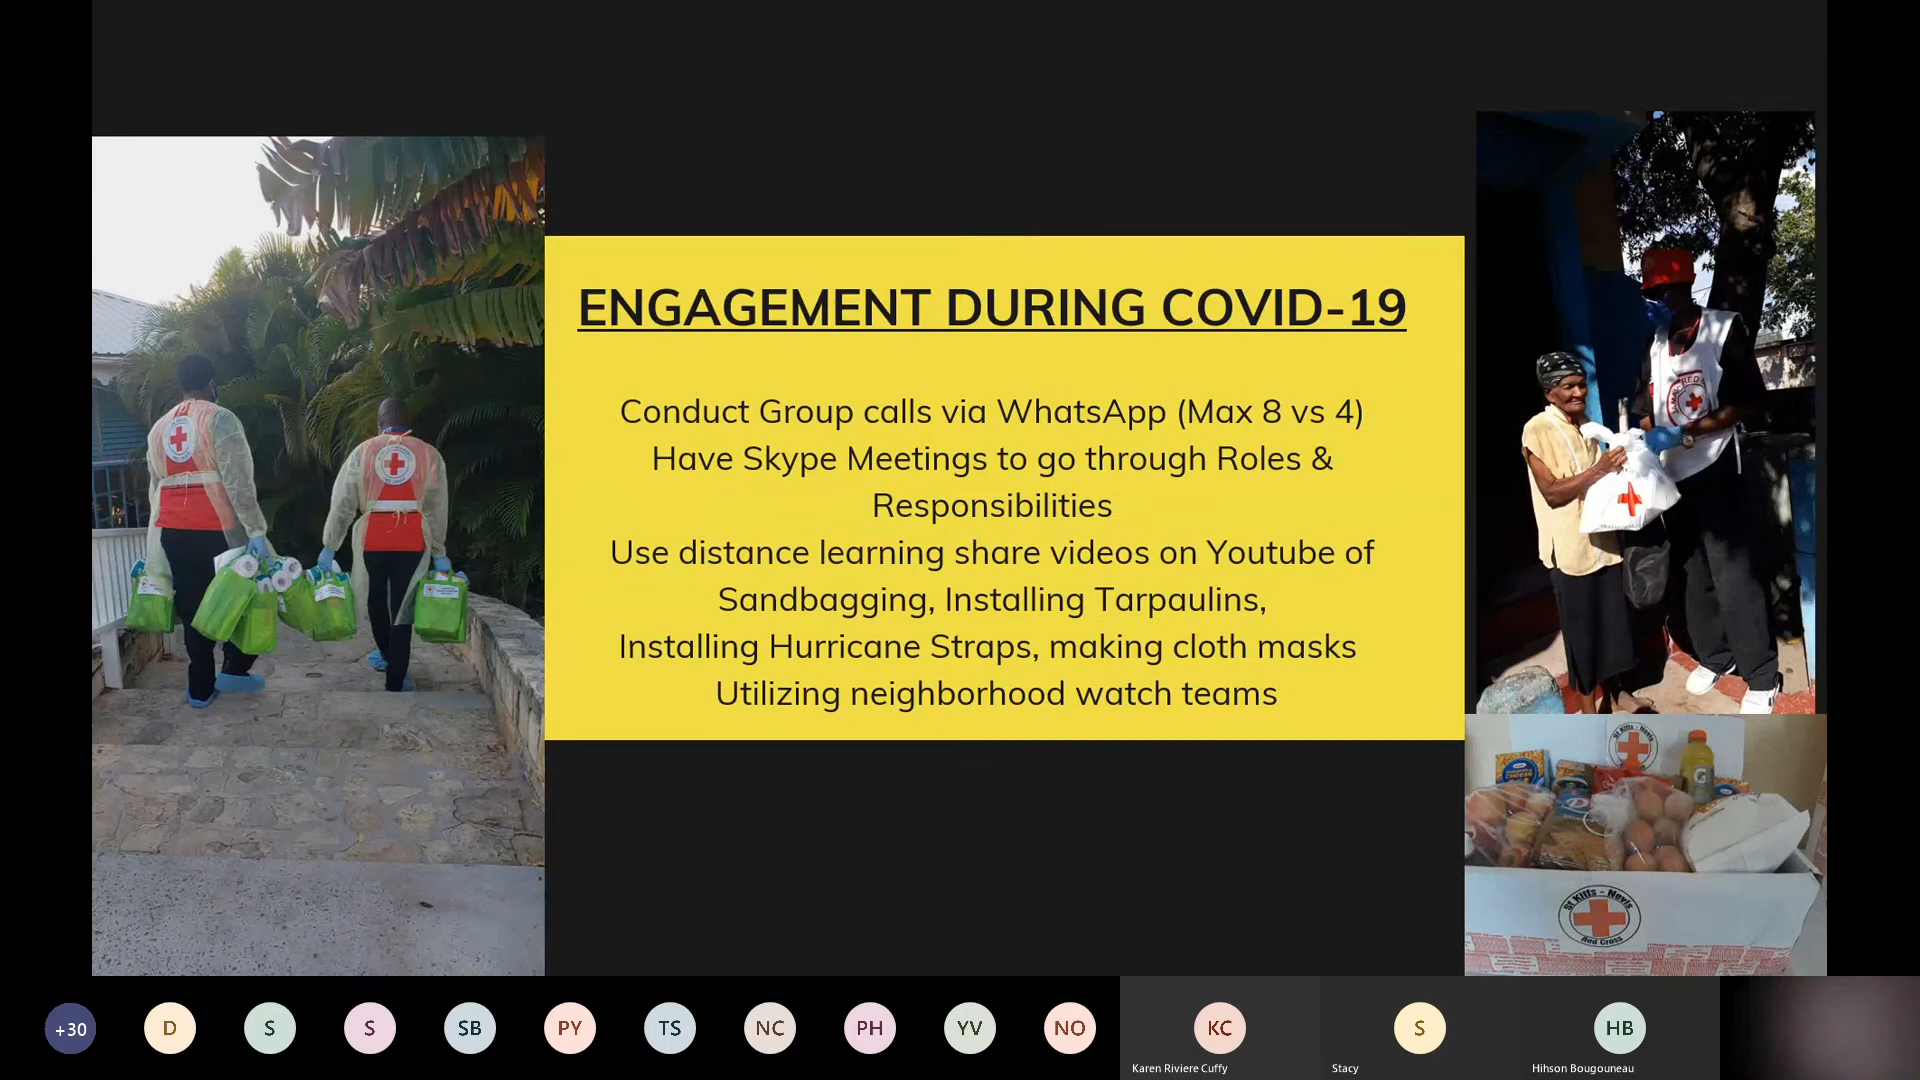 ENGAGEMENT DURING COVID-19
Conduct Group calls via WhatsApp (Max 8 vs 4)
Have Skype Meetings to go through Roles &
Responsibilities
Use distance learning share videos on Youtube of
Sandbagging, Installing Tarpaulins,
Installing Hurricane Straps, making cloth masks
Utilizing neighborhood watch teams
St Kitts - Nevis
G
St Kitts - Nevis
Red Cross
+30
D
S
S
SB
PY
TS
NC
PH
YV
NO
KC
S
HB
Karen Riviere Cuffy
Stacy
Hihson Bougouneau